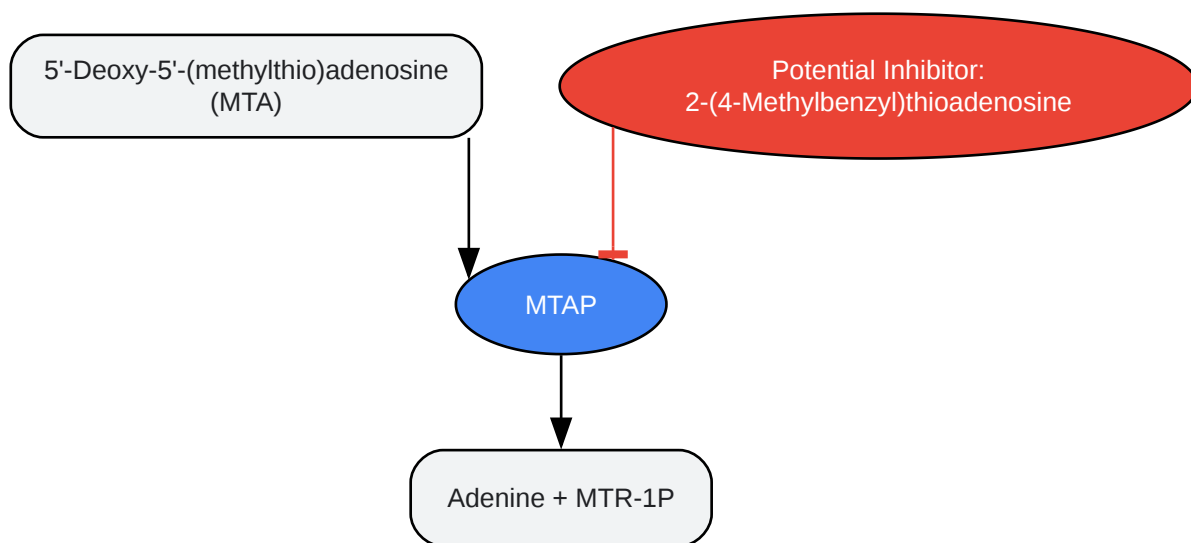 5'-Deoxy-5'-(methylthio)adenosine
(MTA)
Potential Inhibitor:
2-(4-Methylbenzyl)thioadenosine
MTAP
Adenine + MTR-1P